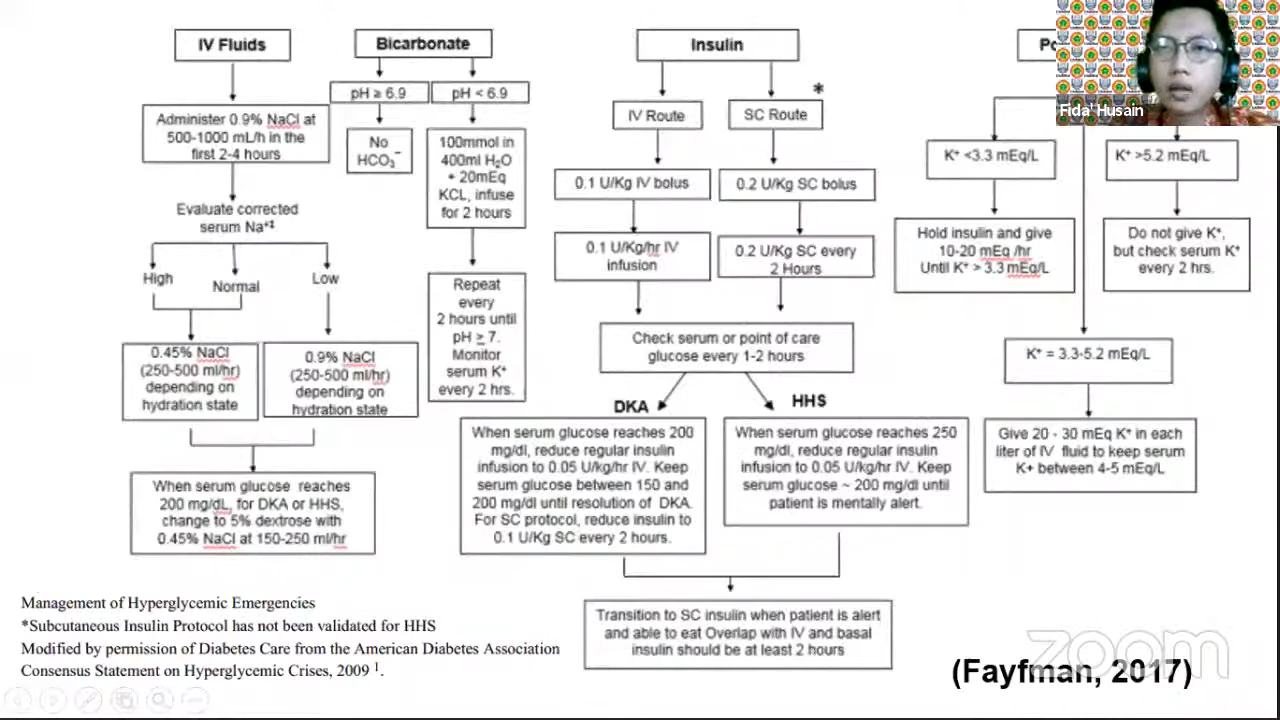 IV Fluids
Administer 0.9% NaCl at
500-1000 mL/h in the
first 2-4 hours
Evaluate corrected
serum Na⁺‡
High
Normal
Low
0.45% NaCl
(250-500 ml/hr)
depending on
hydration state
0.9% NaCl
(250-500 ml/hr)
depending on
hydration state
When serum glucose reaches
200 mg/dL, for DKA or HHS,
change to 5% dextrose with
0.45% NaCl at 150-250 ml/hr
Bicarbonate
pH ≥ 6.9
pH < 6.9
No
HCO₃⁻
100mmol in
400ml H₂O
+ 20mEq
KCL, infuse
for 2 hours
Repeat
every
2 hours until
pH ≥ 7.
Monitor
serum K⁺
every 2 hrs.
Insulin
*
IV Route
SC Route
0.1 U/Kg IV bolus
0.2 U/Kg SC bolus
0.1 U/Kg/hr IV
infusion
0.2 U/Kg SC every
2 Hours
Check serum or point of care
glucose every 1-2 hours
DKA
HHS
When serum glucose reaches 200
mg/dl, reduce regular insulin
infusion to 0.05 U/kg/hr IV. Keep
serum glucose between 150 and
200 mg/dl until resolution of DKA.
For SC protocol, reduce insulin to
0.1 U/Kg SC every 2 hours.
When serum glucose reaches 250
mg/dl, reduce regular insulin
infusion to 0.05 U/kg/hr IV. Keep
serum glucose ~ 200 mg/dl until
patient is mentally alert.
Transition to SC insulin when patient is alert
and able to eat Overlap with IV and basal
insulin should be at least 2 hours
Po
Fida' Husain
K⁺ <3.3 mEq/L
K⁺ >5.2 mEq/L
Hold insulin and give
10-20 mEq /hr
Until K⁺ > 3.3 mEq/L
Do not give K⁺,
but check serum K⁺
every 2 hrs.
K⁺ = 3.3-5.2 mEq/L
Give 20 - 30 mEq K⁺ in each
liter of IV fluid to keep serum
K+ between 4-5 mEq/L
Management of Hyperglycemic Emergencies
*Subcutaneous Insulin Protocol has not been validated for HHS
Modified by permission of Diabetes Care from the American Diabetes Association
Consensus Statement on Hyperglycemic Crises, 2009 ¹.
zoom
(Fayfman, 2017)